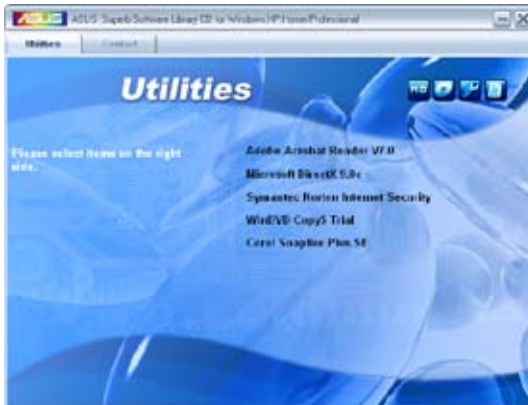 ASUS Superb Software Library CD for Windows XP Home/Professional
Utilities
Contact
Utilities
Please select items on the right
side.
Adobe Acrobat Reader V7.0
Microsoft DirectX 9.0c
Symantec Norton Internet Security
WinDVD Copy5 Trial
Corel Snapfire Plus SE